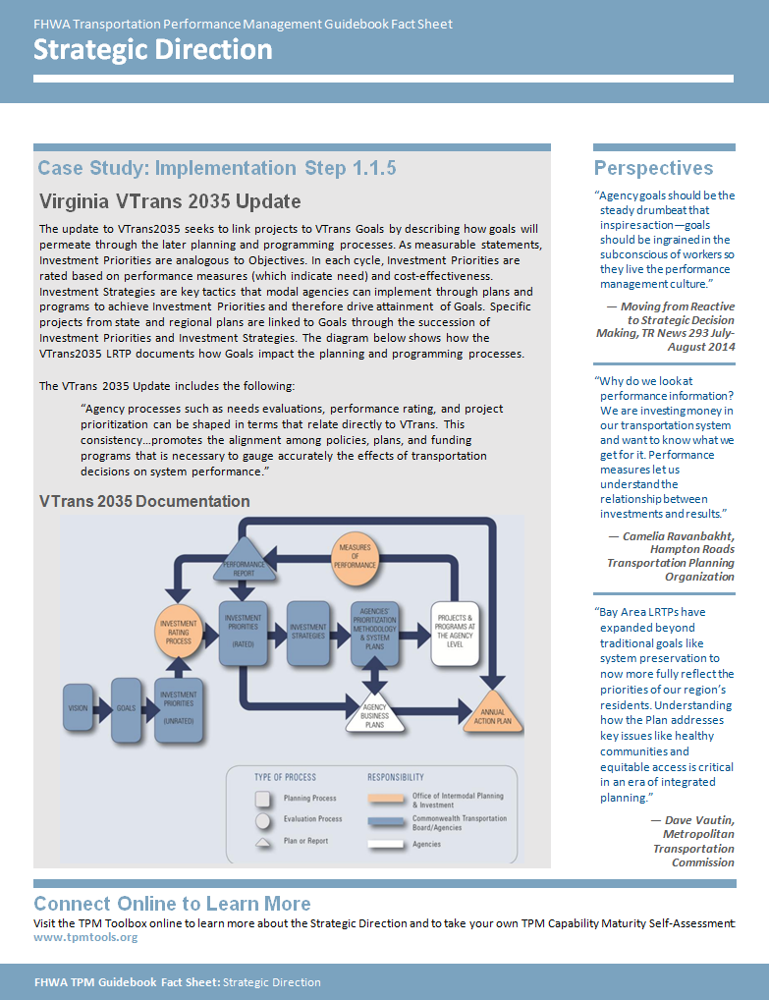 FHWA Transportation Performance Management Guidebook Fact Sheet
Strategic Direction
Case Study: Implementation Step 1.1.5
Virginia VTrans 2035 Update
The update to VTrans2035 seeks to link projects to VTrans Goals by describing how goals will
permeate through the later planning and programming processes. As measurable statements,
Investment Priorities are analogous to Objectives. In each cycle, Investment Priorities are
rated based on performance measures (which indicate need) and cost-effectiveness.
Investment Strategies are key tactics that modal agencies can implement through plans and
programs to achieve Investment Priorities and therefore drive attainment of Goals. Specific
projects from state and regional plans are linked to Goals through the succession of
Investment Priorities and Investment Strategies. The diagram below shows how the
VTrans2035 LRTP documents how Goals impact the planning and programming processes.
The VTrans 2035 Update includes the following:
“Agency processes such as needs evaluations, performance rating, and project
prioritization can be shaped in terms that relate directly to VTrans. This
consistency…promotes the alignment among policies, plans, and funding
programs that is necessary to gauge accurately the effects of transportation
decisions on system performance.”
VTrans 2035 Documentation
PERFORMANCE
REPORT
MEASURES
OF
PERFORMANCE
INVESTMENT
RATING
PROCESS
INVESTMENT
PRIORITIES
(RATED)
INVESTMENT
STRATEGIES
AGENCIES'
PRIORITIZATION
METHODOLOGY
& SYSTEM
PLANS
PROJECTS &
PROGRAMS AT
THE AGENCY
LEVEL
VISION
GOALS
INVESTMENT
PRIORITIES
(UNRATED)
AGENCY
BUSINESS
PLANS
ANNUAL
ACTION PLAN
TYPE OF PROCESS
Planning Process
Evaluation Process
Plan or Report
RESPONSIBILITY
Office of Intermodal Planning
& Investment
Commonwealth Transportation
Board/Agencies
Agencies
Perspectives
“Agency goals should be the
steady drumbeat that
inspires action—goals
should be ingrained in the
subconscious of workers so
they live the performance
management culture.”
— Moving from Reactive
to Strategic Decision
Making, TR News 293 July-
August 2014
“Why do we look at
performance information?
We are investing money in
our transportation system
and want to know what we
get for it. Performance
measures let us
understand the
relationship between
investments and results.”
— Camelia Ravanbakht,
Hampton Roads
Transportation Planning
Organization
“Bay Area LRTPs have
expanded beyond
traditional goals like
system preservation to
now more fully reflect the
priorities of our region’s
residents. Understanding
how the Plan addresses
key issues like healthy
communities and
equitable access is critical
in an era of integrated
planning.”
— Dave Vautin,
Metropolitan
Transportation
Commission
Connect Online to Learn More
Visit the TPM Toolbox online to learn more about the Strategic Direction and to take your own TPM Capability Maturity Self-Assessment
www.tpmtools.org
FHWA TPM Guidebook Fact Sheet: Strategic Direction